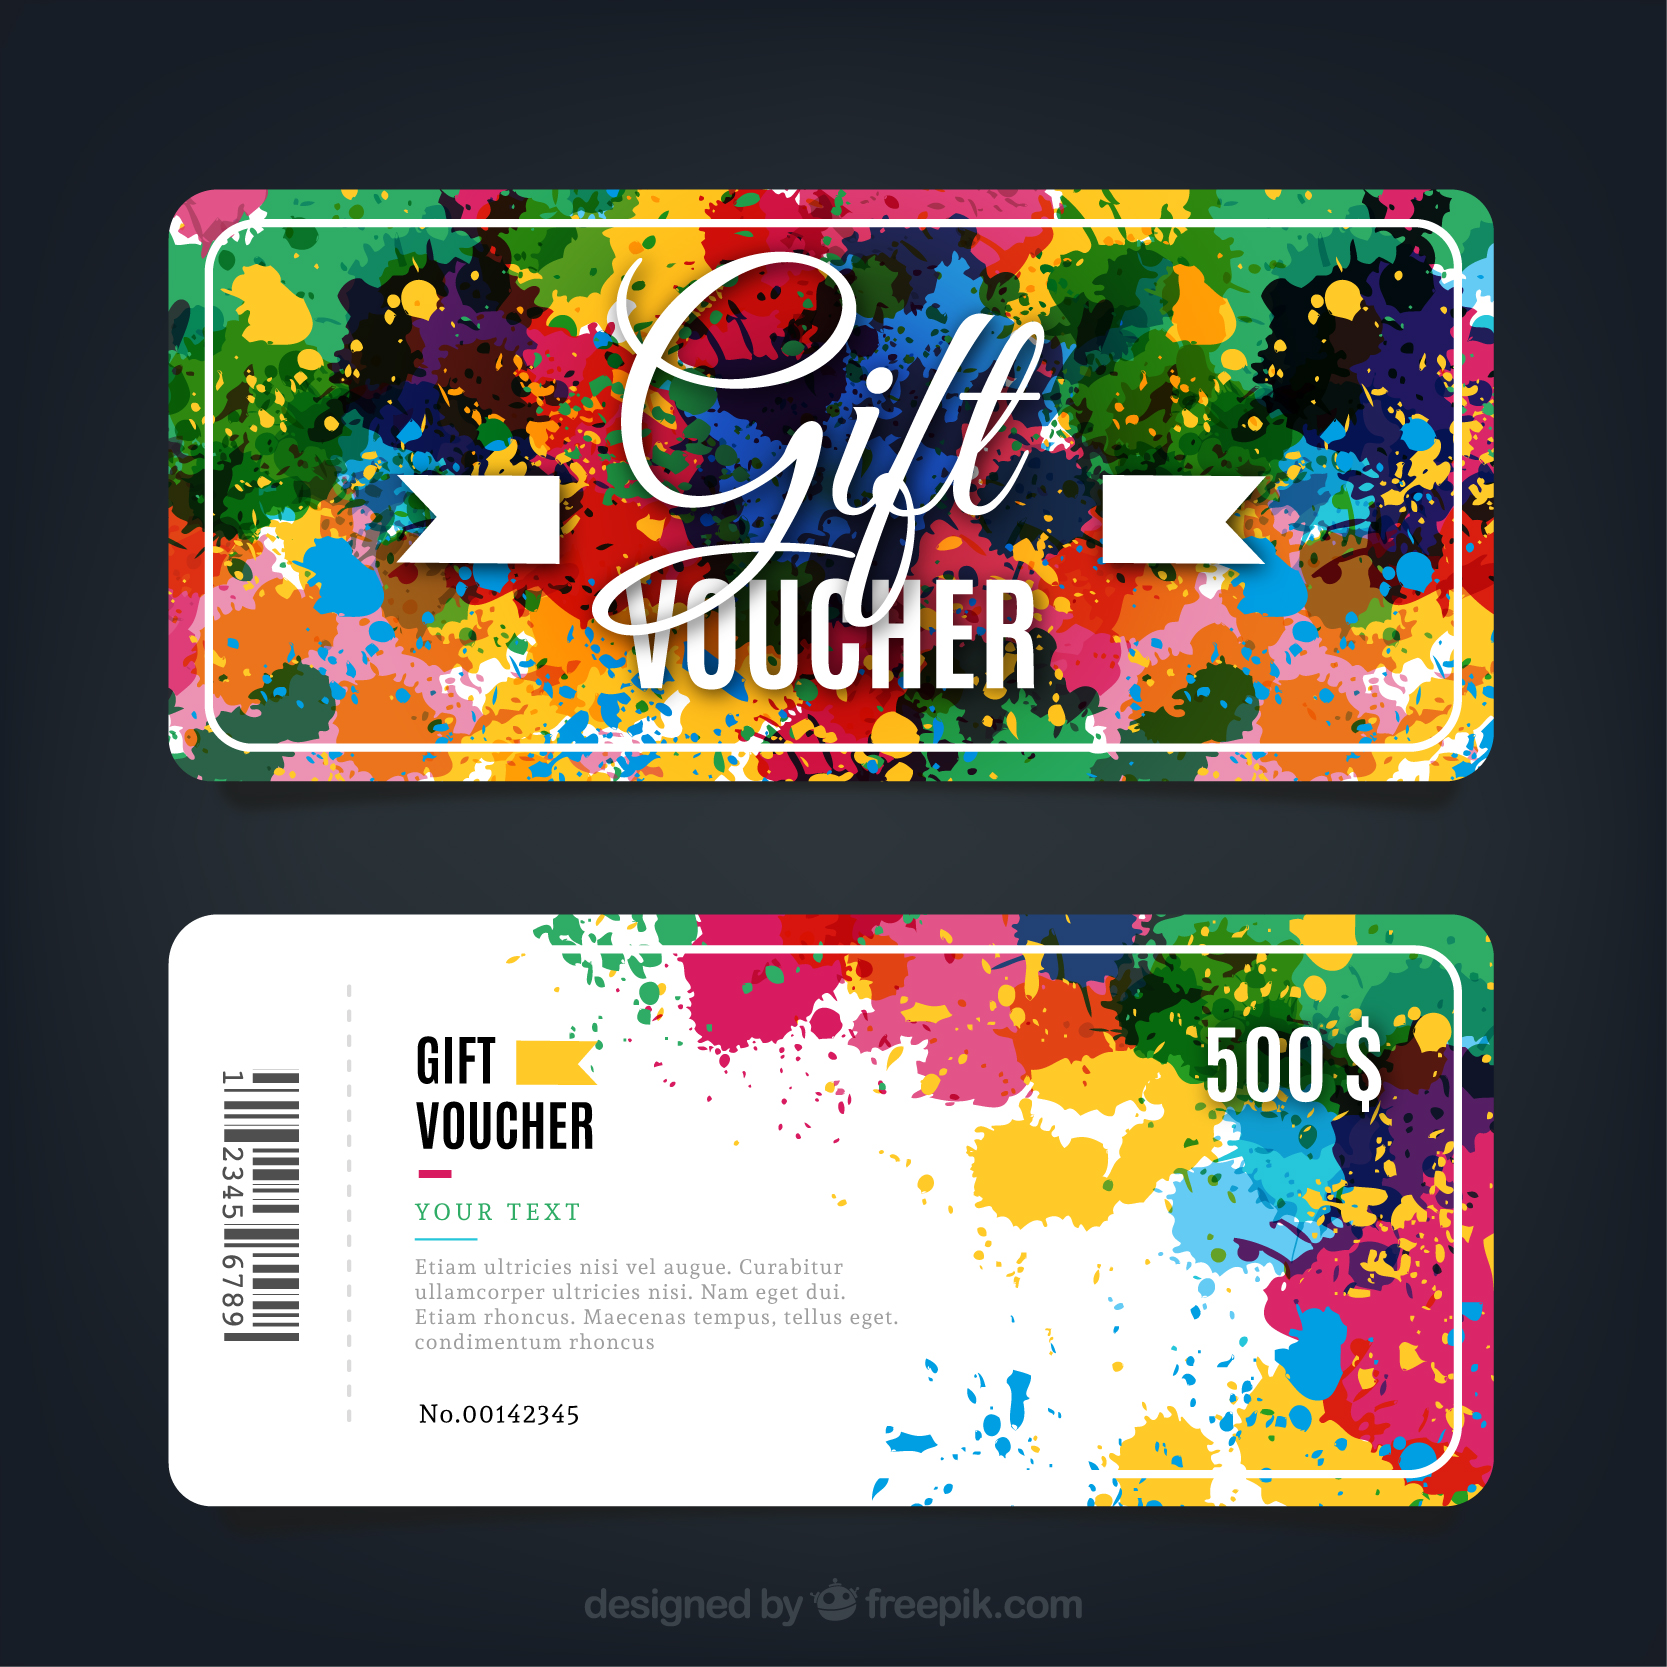 Gift
VOUCHER
1 2345 6789
GIFT
VOUCHER
YOUR TEXT
Etiam ultricies nisi vel augue. Curabitur
ullamcorper ultricies nisi. Nam eget dui.
Etiam rhoncus. Maecenas tempus, tellus eget.
condimentum rhoncus
No.00142345
500 $
designed by freepik.com